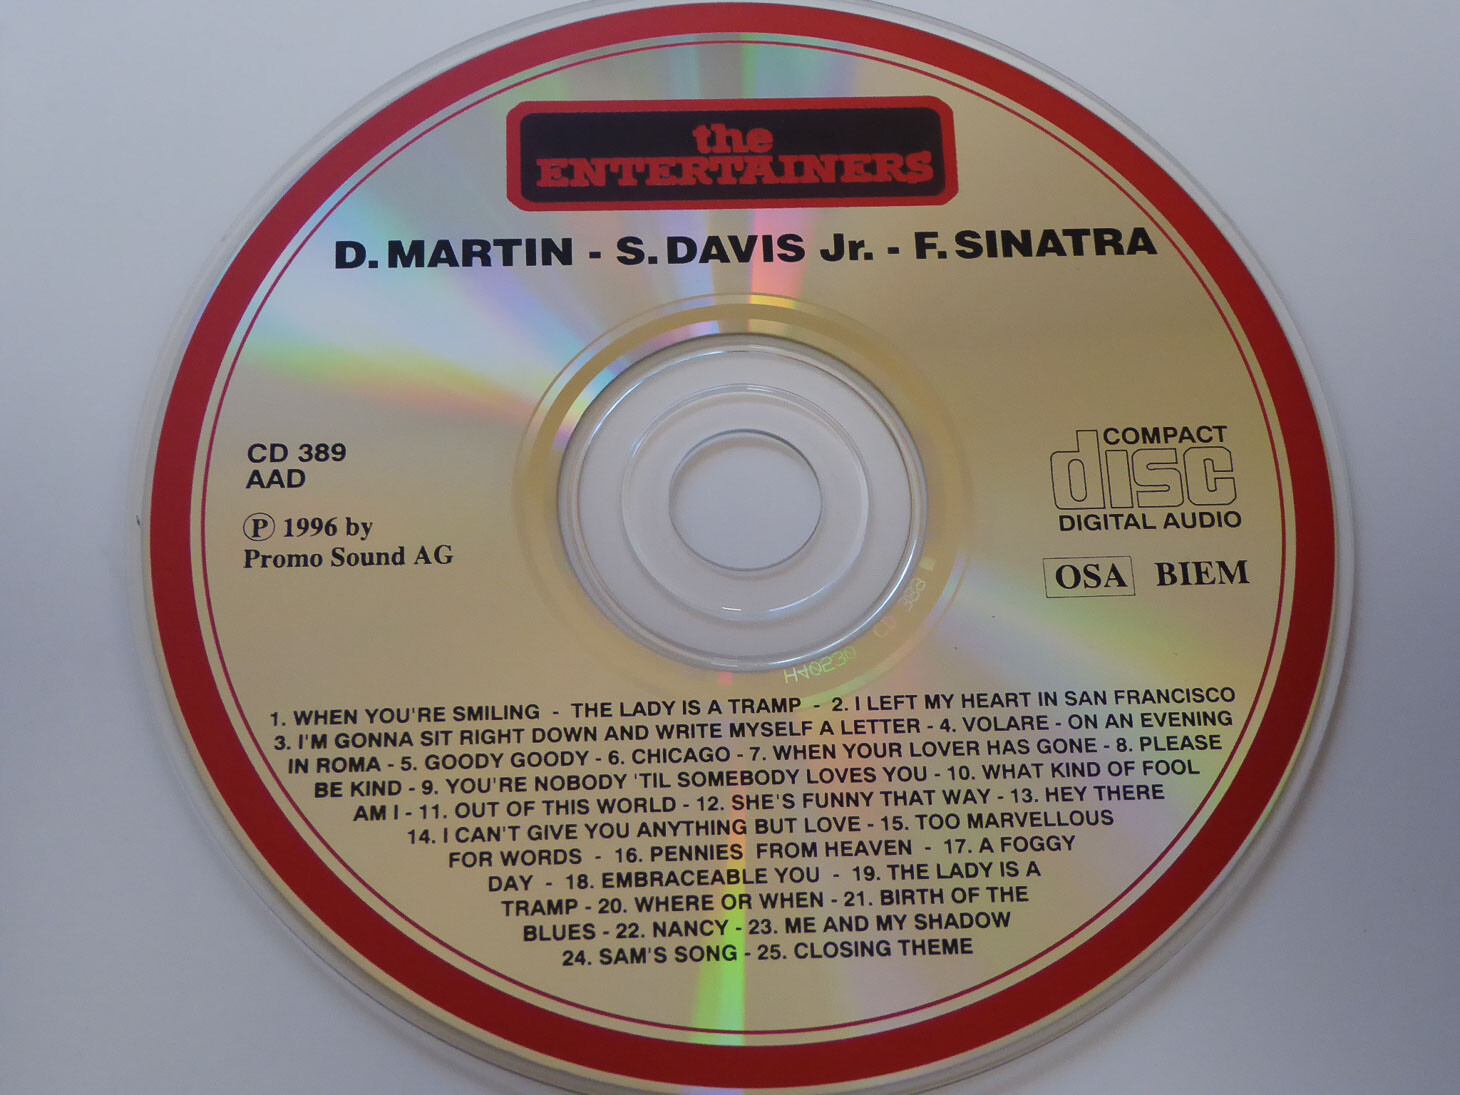 the
ENTERTAINERS
D. MARTIN - S. DAVIS Jr. - F. SINATRA
CD 389
AAD
Ⓟ 1996 by
Promo Sound AG
COMPACT
disc
DIGITAL AUDIO
OSA BIEM
CD 389
H40230
1. WHEN YOU'RE SMILING - THE LADY IS A TRAMP - 2. I LEFT MY HEART IN SAN FRANCISCO
3. I'M GONNA SIT RIGHT DOWN AND WRITE MYSELF A LETTER - 4. VOLARE - ON AN EVENING
IN ROMA - 5. GOODY GOODY - 6. CHICAGO - 7. WHEN YOUR LOVER HAS GONE - 8. PLEASE
BE KIND - 9. YOU'RE NOBODY 'TIL SOMEBODY LOVES YOU - 10. WHAT KIND OF FOOL
AM I - 11. OUT OF THIS WORLD - 12. SHE'S FUNNY THAT WAY - 13. HEY THERE
14. I CAN'T GIVE YOU ANYTHING BUT LOVE - 15. TOO MARVELLOUS
FOR WORDS - 16. PENNIES FROM HEAVEN - 17. A FOGGY
DAY - 18. EMBRACEABLE YOU - 19. THE LADY IS A
TRAMP - 20. WHERE OR WHEN - 21. BIRTH OF THE
BLUES - 22. NANCY - 23. ME AND MY SHADOW
24. SAM'S SONG - 25. CLOSING THEME